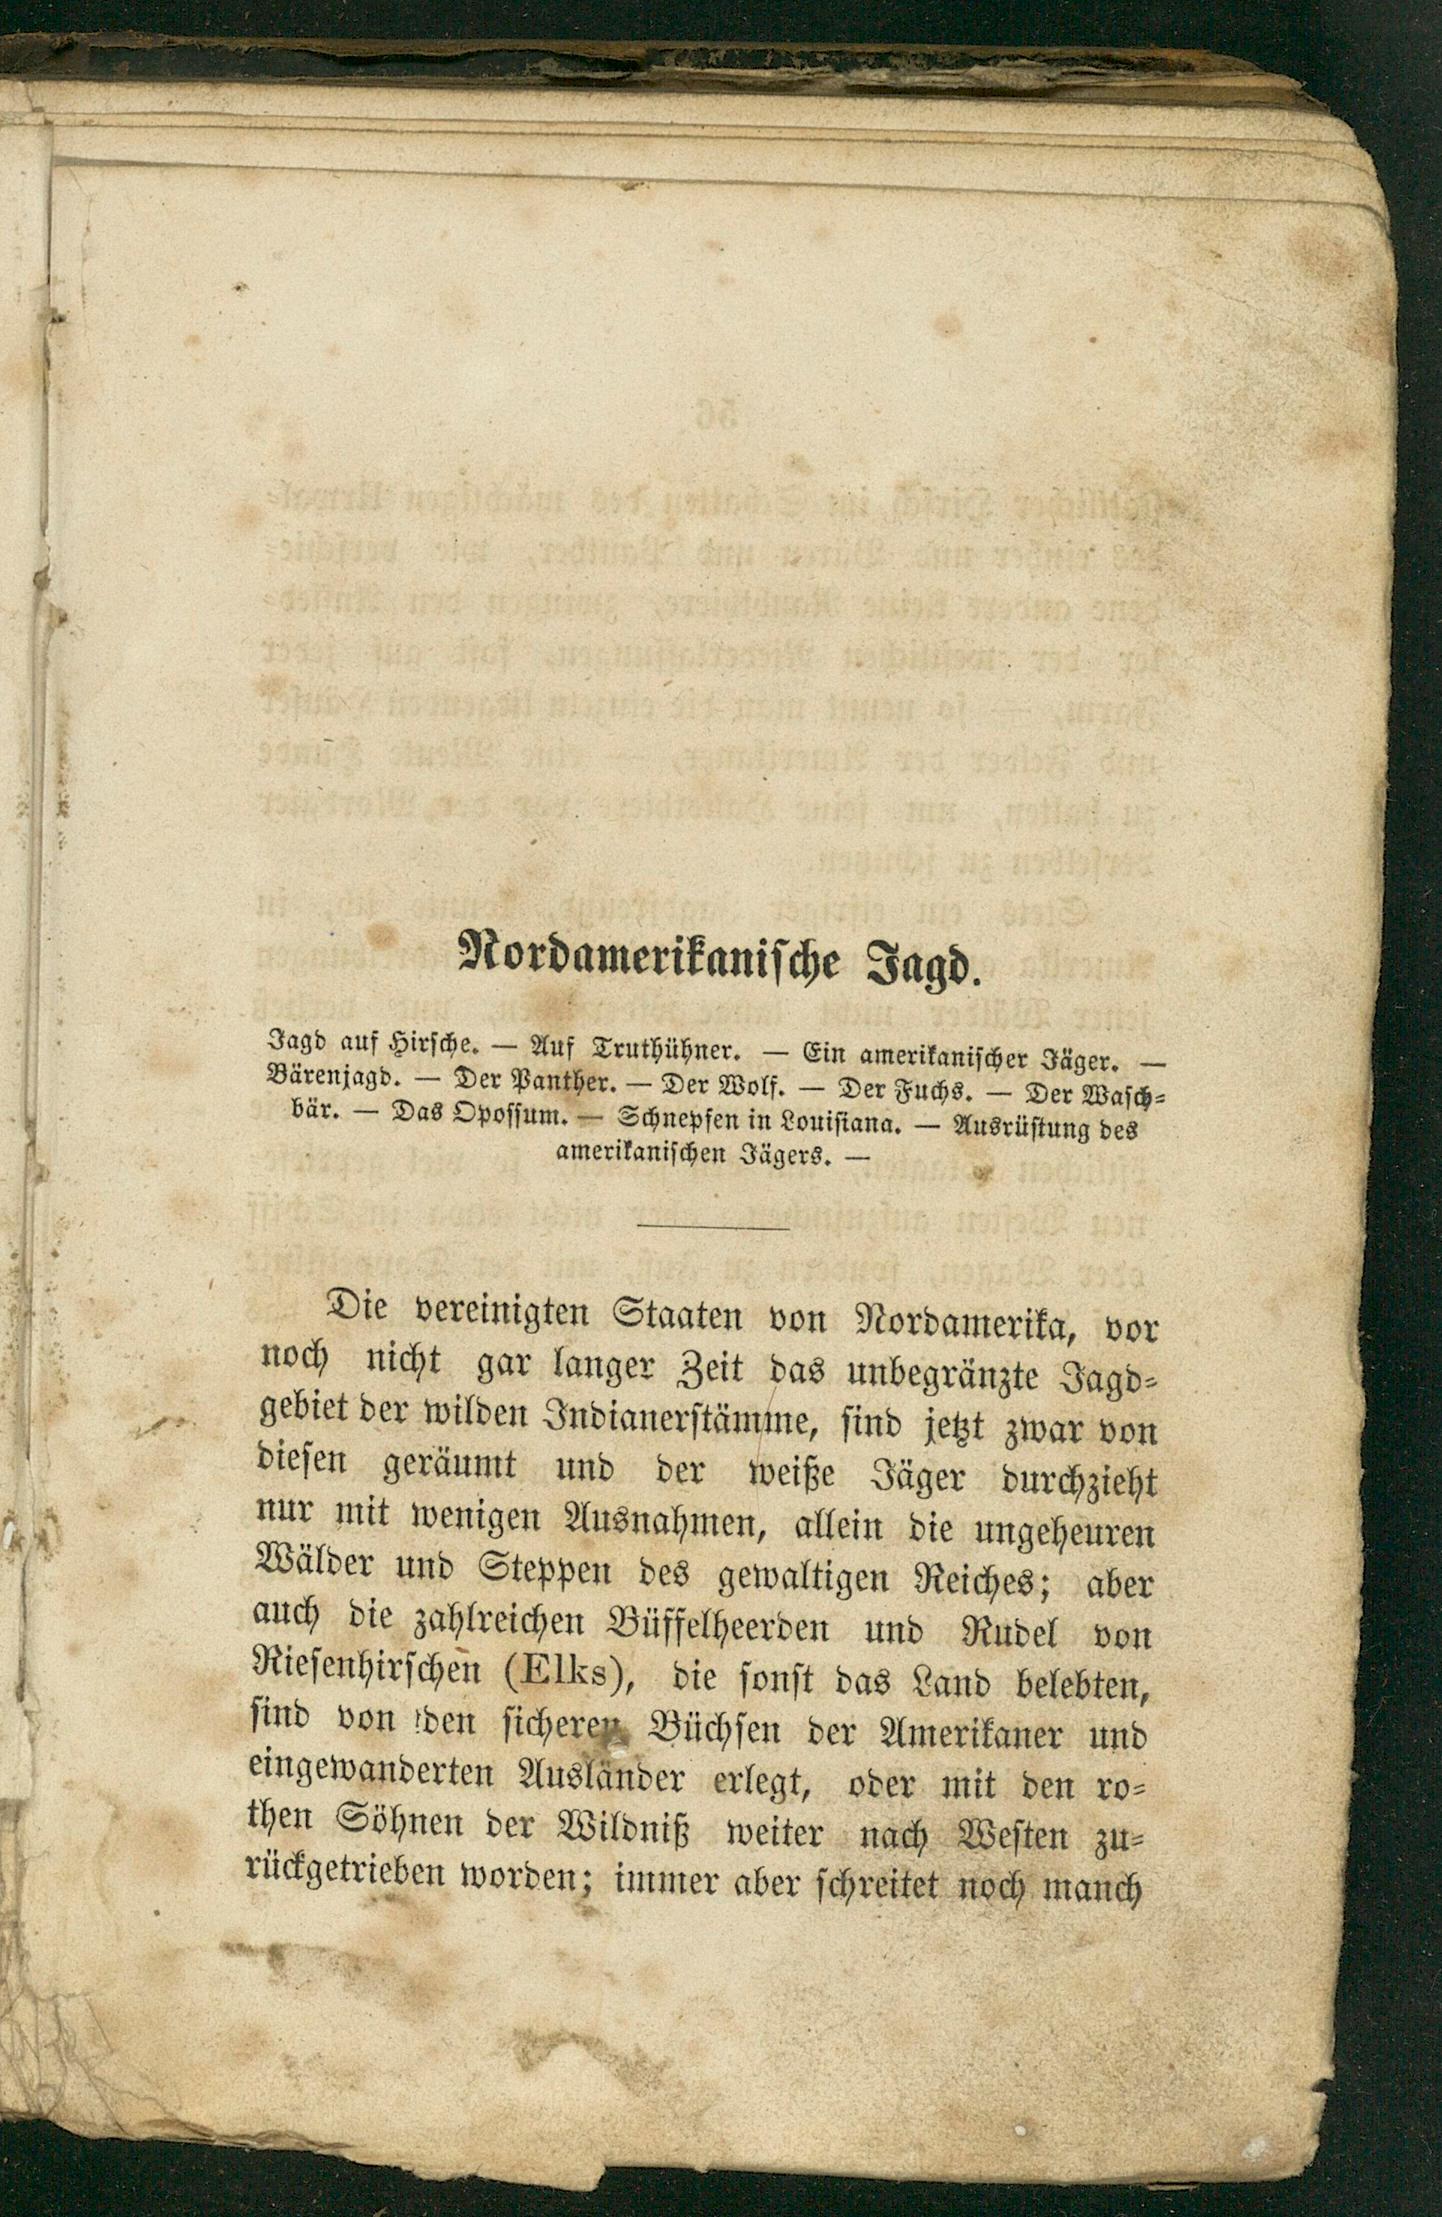 Nordamerikanische Jagd.
Jagd auf Hirsche. — Auf Truthühner. — Ein amerikanischer Jäger. —
Bärenjagd. — Der Panther. — Der Wolf. — Der Fuchs. — Der Wasch-
bär. — Das Opossum. — Schnepfen in Louisiana. — Ausrüstung des
amerikanischen Jägers. —
Die vereinigten Staaten von Nordamerika, vor
noch nicht gar langer Zeit das unbegränzte Jagd-
gebiet der wilden Indianerstämme, sind jetzt zwar von
diesen geräumt und der weiße Jäger durchzieht
nur mit wenigen Ausnahmen, allein die ungeheuren
Wälder und Steppen des gewaltigen Reiches; aber
auch die zahlreichen Büffelheerden und Rudel von
Riesenhirschen (Elks), die sonst das Land belebten,
sind von den sicheren Büchsen der Amerikaner und
eingewanderten Ausländer erlegt, oder mit den ro-
then Söhnen der Wildniß weiter nach Westen zu-
rückgetrieben worden; immer aber schreitet noch manch